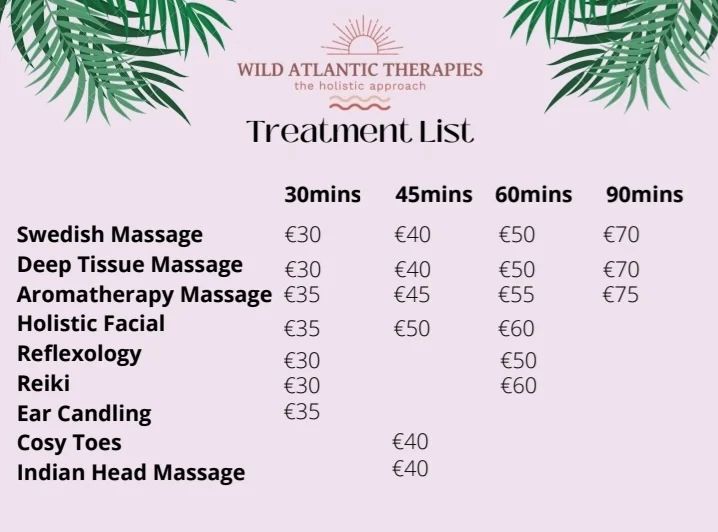 WILD ATLANTIC THERAPIES
the holistic approach
Treatment List
30mins 45mins 60mins 90mins
Swedish Massage €30 €40 €50 €70
Deep Tissue Massage €30 €40 €50 €70
Aromatherapy Massage €35 €45 €55 €75
Holistic Facial €35 €50 €60
Reflexology €30 €50
Reiki €30 €60
Ear Candling €35
Cosy Toes €40
Indian Head Massage €40